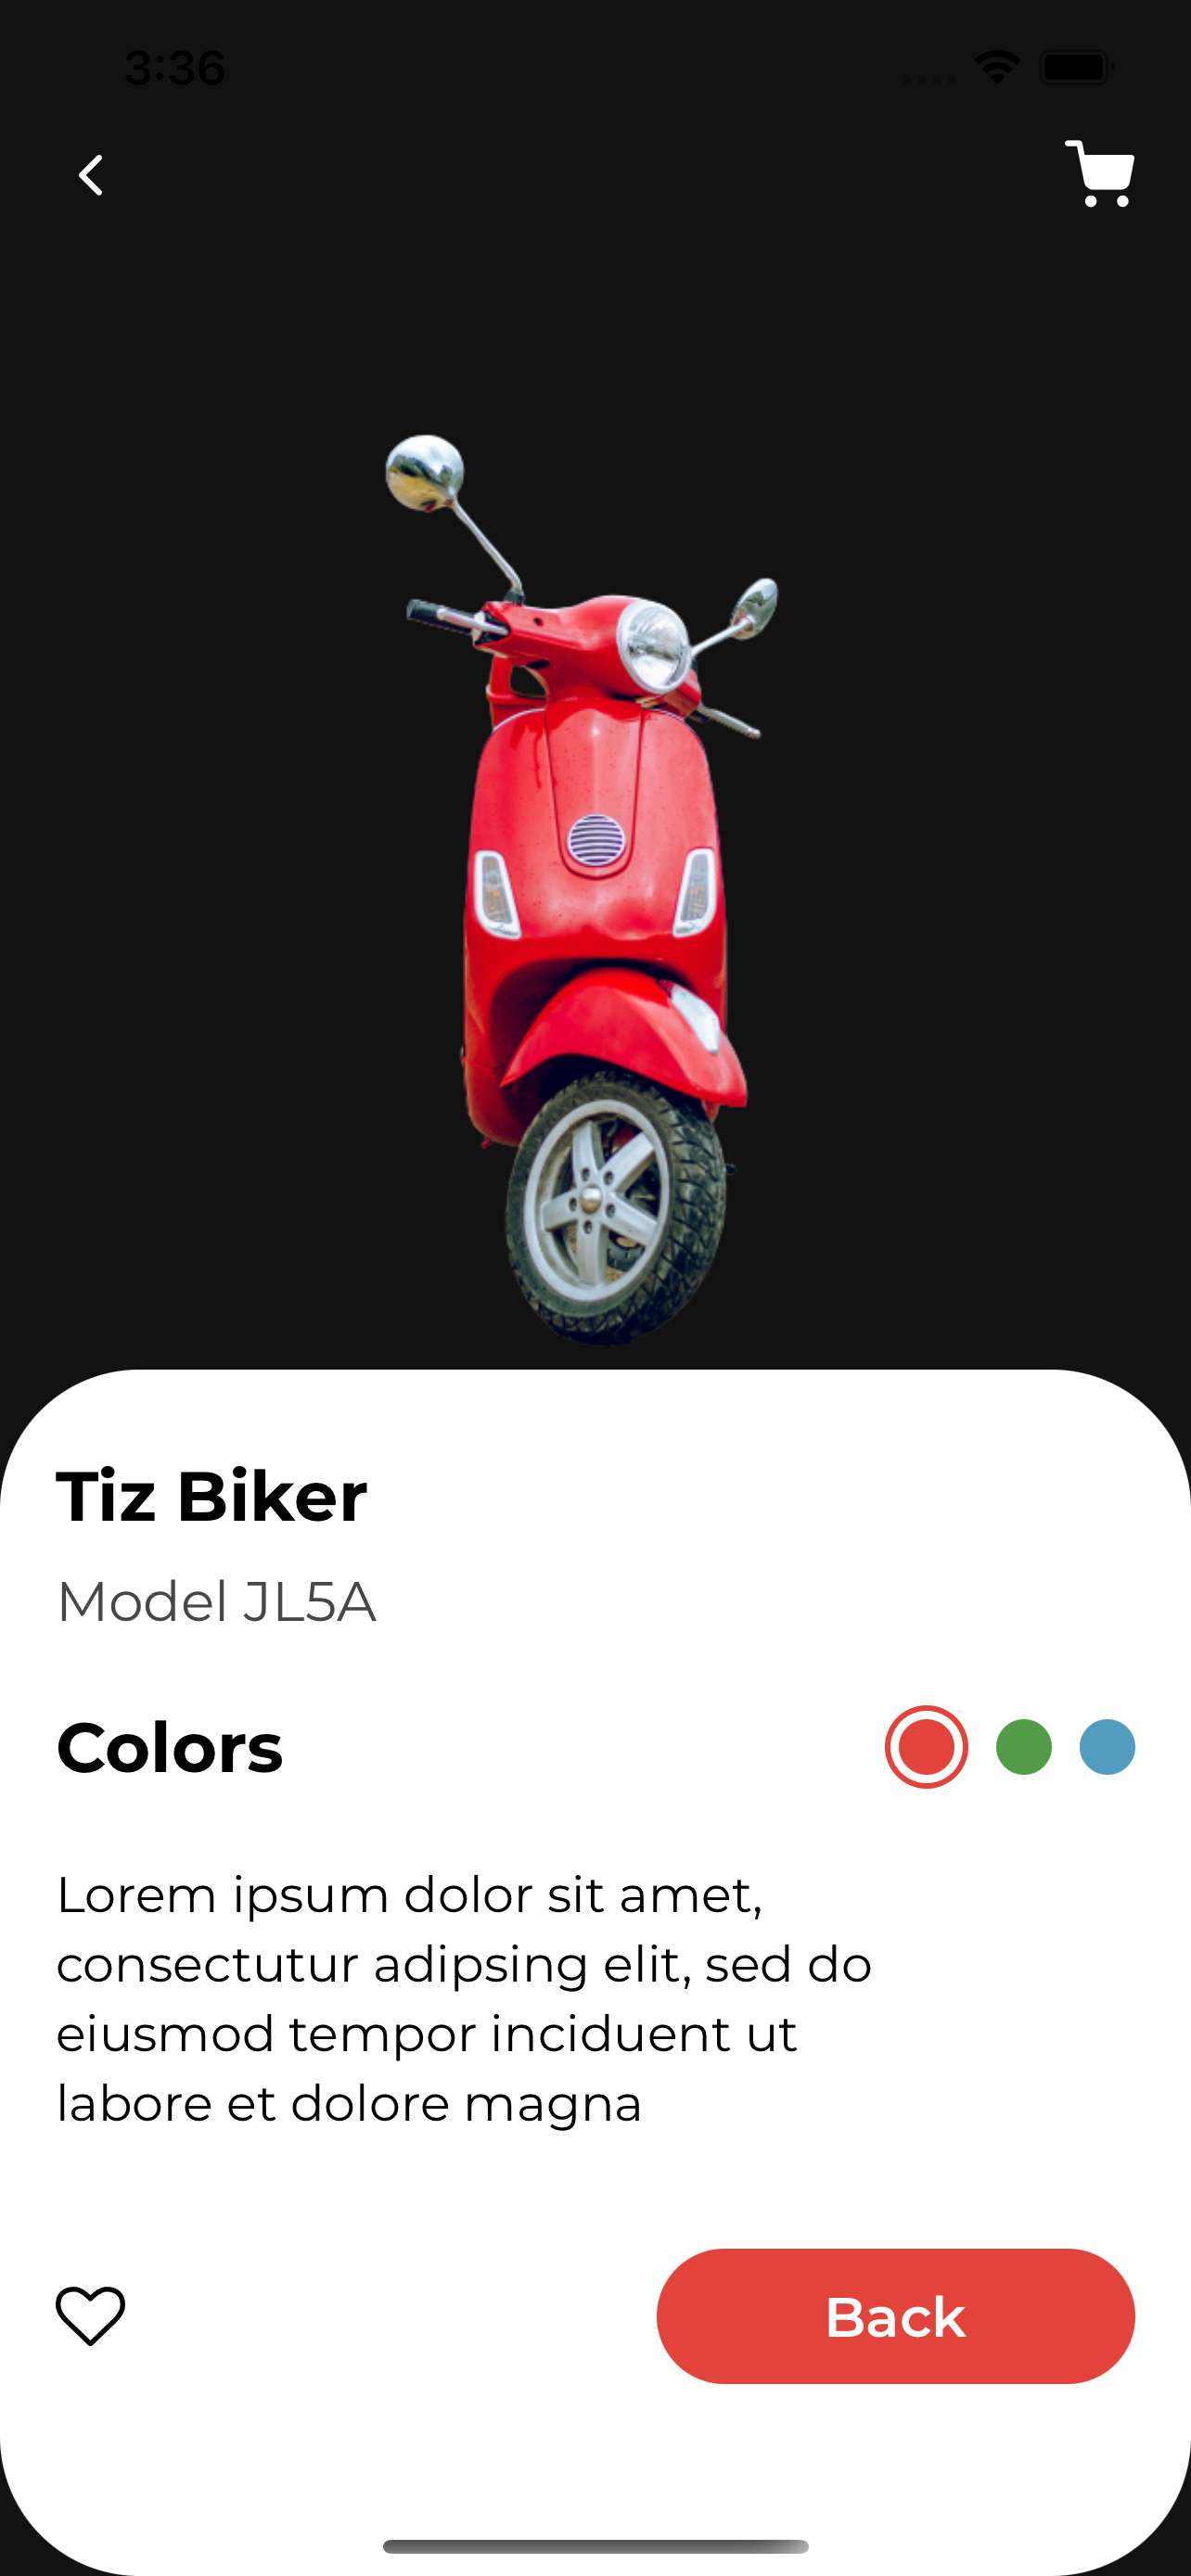 3:36
Tiz Biker
Model JL5A
Colors
Lorem ipsum dolor sit amet,
consectutur adipsing elit, sed do
eiusmod tempor inciduent ut
labore et dolore magna
Back